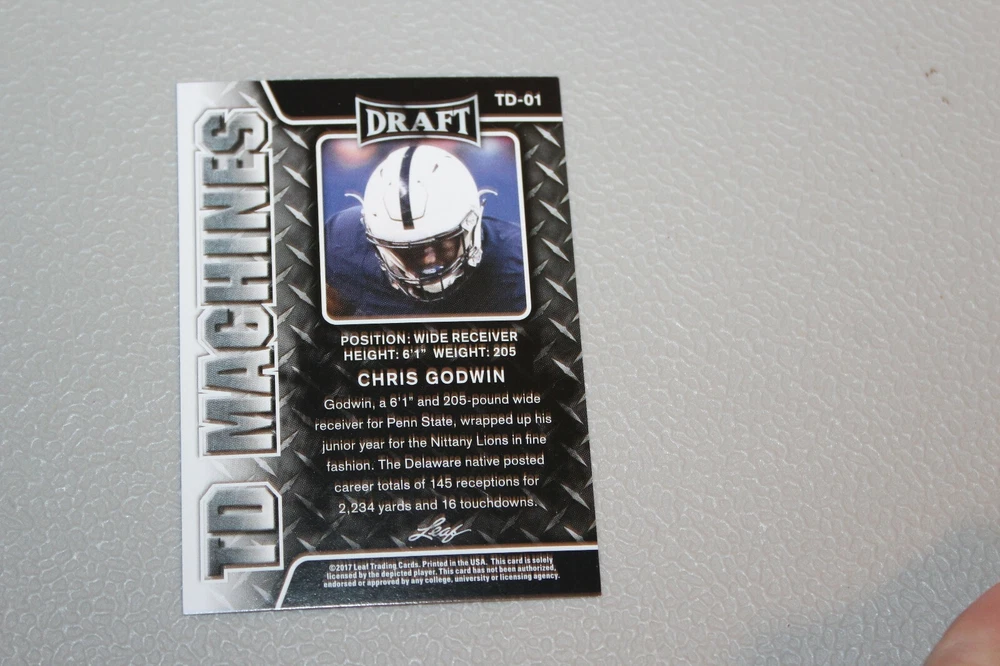 TD-01
DRAFT
TD MACHINES
POSITION: WIDE RECEIVER
HEIGHT: 6'1" WEIGHT: 205
CHRIS GODWIN
Godwin, a 6'1" and 205-pound wide
receiver for Penn State, wrapped up his
junior year for the Nittany Lions in fine
fashion. The Delaware native posted
career totals of 145 receptions for
2,234 yards and 16 touchdowns.
Leaf
©2017 Leaf Trading Cards. Printed in the USA. This card is solely
licensed by the depicted player. This card has not been authorized,
endorsed or approved by any college, university or licensing agency.